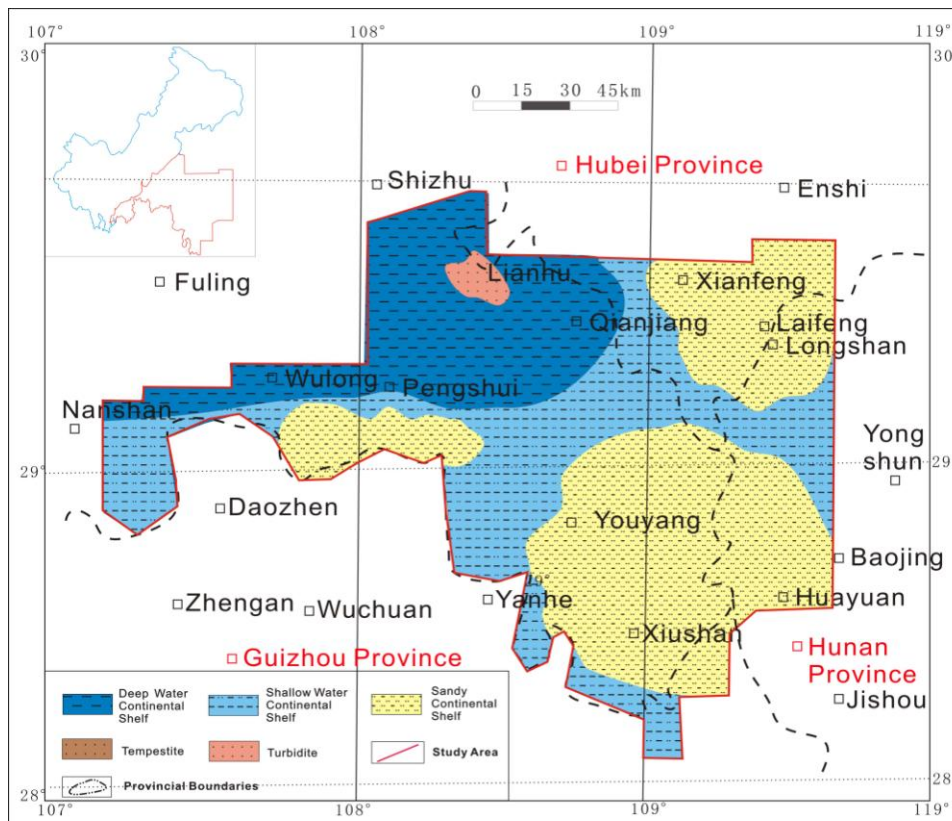 107° 108° 109° 119°
30° 30
0 15 30 45km
Hubei Province
Shizhu
Enshi
Lianhu
Xianfeng
Fuling
Qianjiang
Laifeng
Longshan
Wulong
Pengshui
Nanshan
Yong
shun
29° 29
Daozhen
Youyang
Baojing
Zhengan
Wuchuan
Yanhe
Huayuan
Xiushan
Guizhou Province
Hunan
Province
Jishou
Deep Water
Continental
Shelf
Shallow Water
Continental
Shelf
Sandy
Continental
Shelf
Tempestite
Turbidite
Study Area
Provincial Boundaries
28° 28
107° 108° 109° 119°